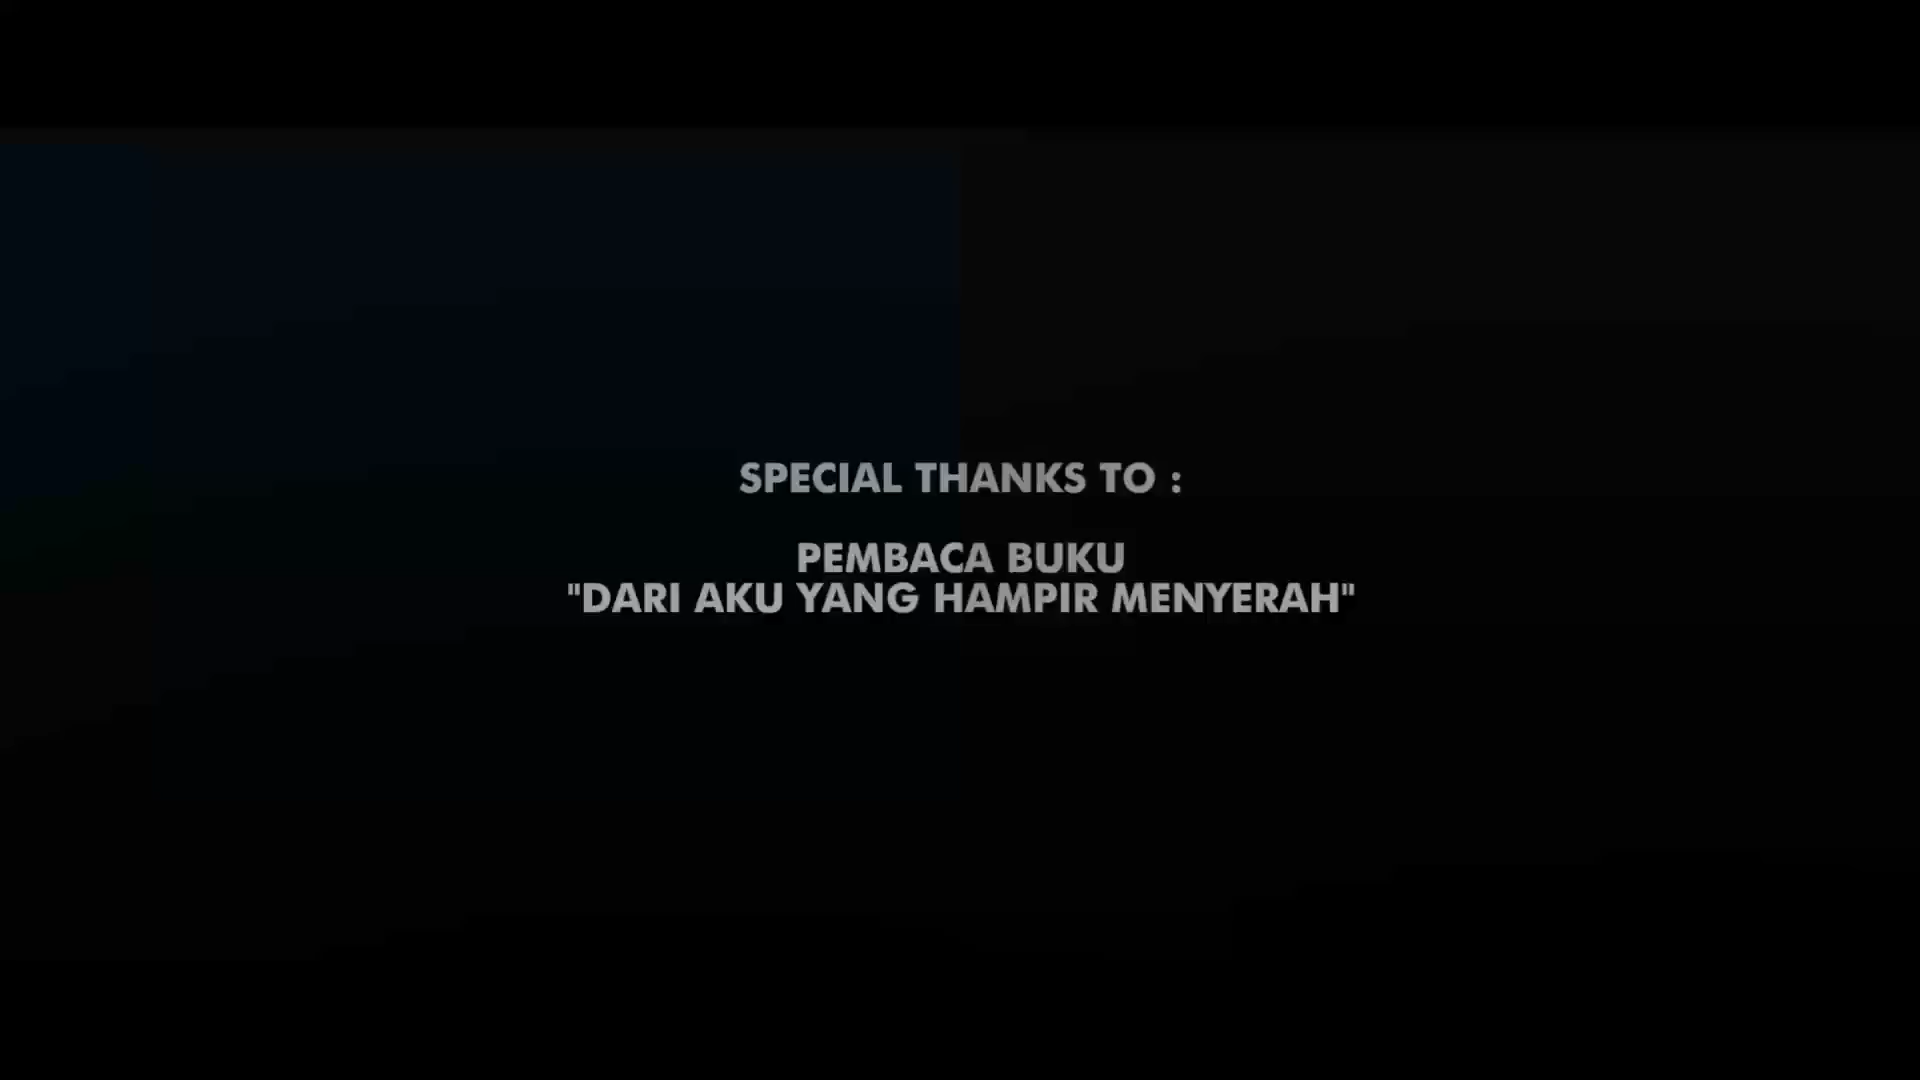 SPECIAL THANKS TO :
PEMBACA BUKU
"DARI AKU YANG HAMPIR MENYERAH"